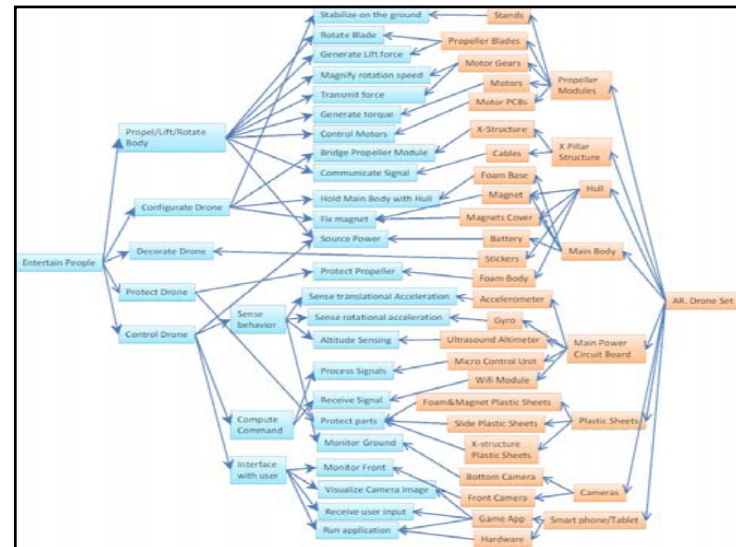 Stabilize on the ground
Stands
Rotate Blade
Propeller Blades
Generate Lift force
Motor Gears
Magnify rotation speed
Motors
Propeller
Modules
Transmit force
Motor PCBs
Generate torque
Propel/Lift/Rotate
Body
Control Motors
X-Structure
Bridge Propeller Module
X Pillar
Structure
Cables
Communicate Signal
Foam Base
Hold Main Body with Hull
Magnet
Hull
Configurate Drone
Fix magnet
Magnets Cover
Source Power
Battery
Main Body
Decorate Drone
Stickers
Entertain People
Protect Propeller
Foam Body
Protect Drone
Sense translational Acceleration
Accelerometer
AR. Drone Set
Sense
behavior
Sense rotational acceleration
Gyro
Control Drone
Altitude Sensing
Ultrasound Altimeter
Main Power
Circuit Board
Process Signals
Micro Control Unit
Wifi Module
Receive Signal
Foam&Magnet Plastic Sheets
Compute
Command
Protect parts
Slide Plastic Sheets
Plastic Sheets
X-structure
Plastic Sheets
Monitor Ground
Bottom Camera
Interface
with user
Monitor Front
Cameras
Front Camera
Visualize Camera Image
Game App
Smart phone/Tablet
Receive user input
Hardware
Run application